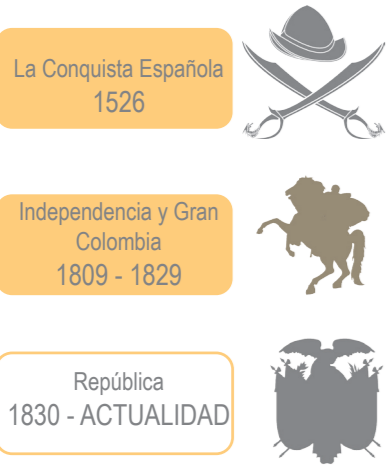 La Conquista Española
1526
Independencia y Gran
Colombia
1809 - 1829
República
1830 - ACTUALIDAD